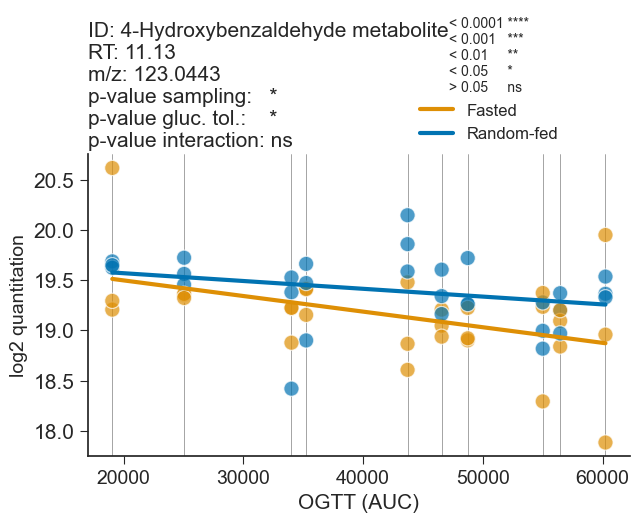 ID: 4-Hydroxybenzaldehyde metabolite
RT: 11.13
m/z: 123.0443
p-value sampling: *
p-value gluc. tol.: *
p-value interaction: ns
< 0.0001 ****
< 0.001 ***
< 0.01 **
< 0.05 *
> 0.05 ns
Fasted
Random-fed
log2 quantitation
20.5
20.0
19.5
19.0
18.5
18.0
20000 30000 40000 50000 60000
OGTT (AUC)